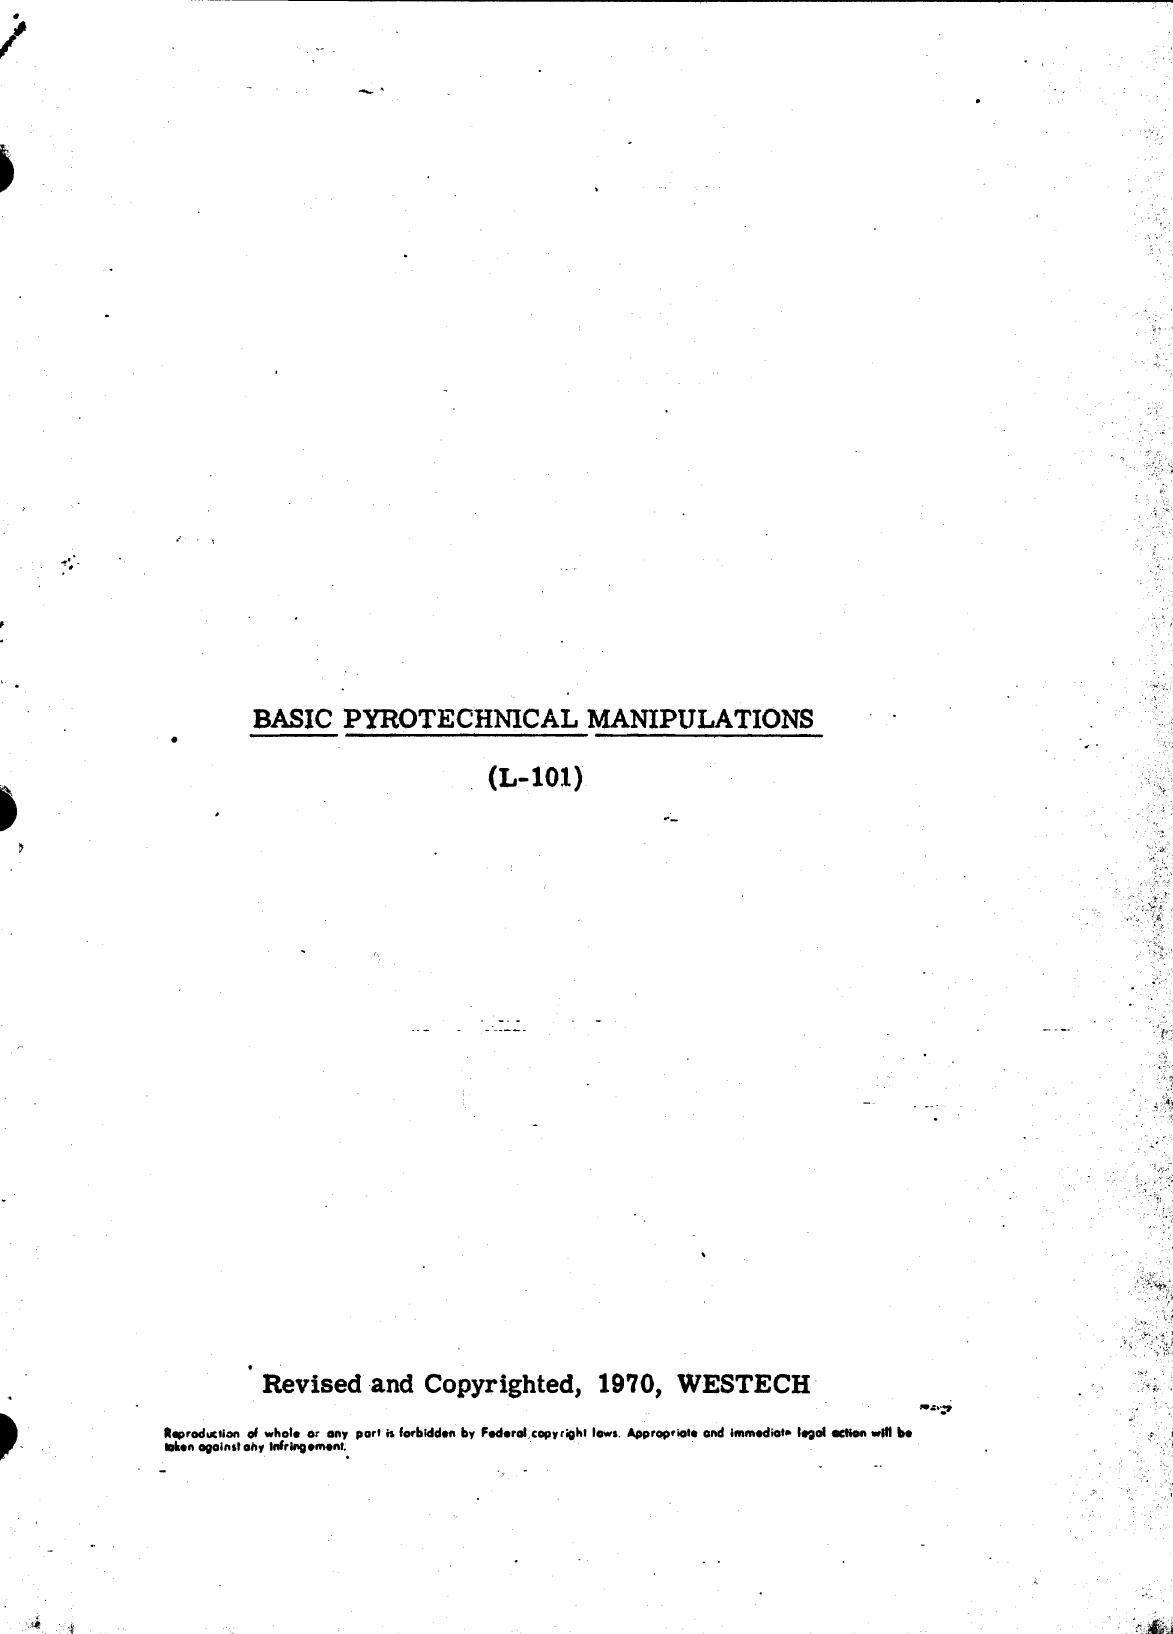 BASIC PYROTECHNICAL MANIPULATIONS
(L-101)
Revised and Copyrighted, 1970, WESTECH
Reproduction of whole or any part is forbidden by Federal copyright laws. Appropriate and immediate legal action will be
taken against any infringement.